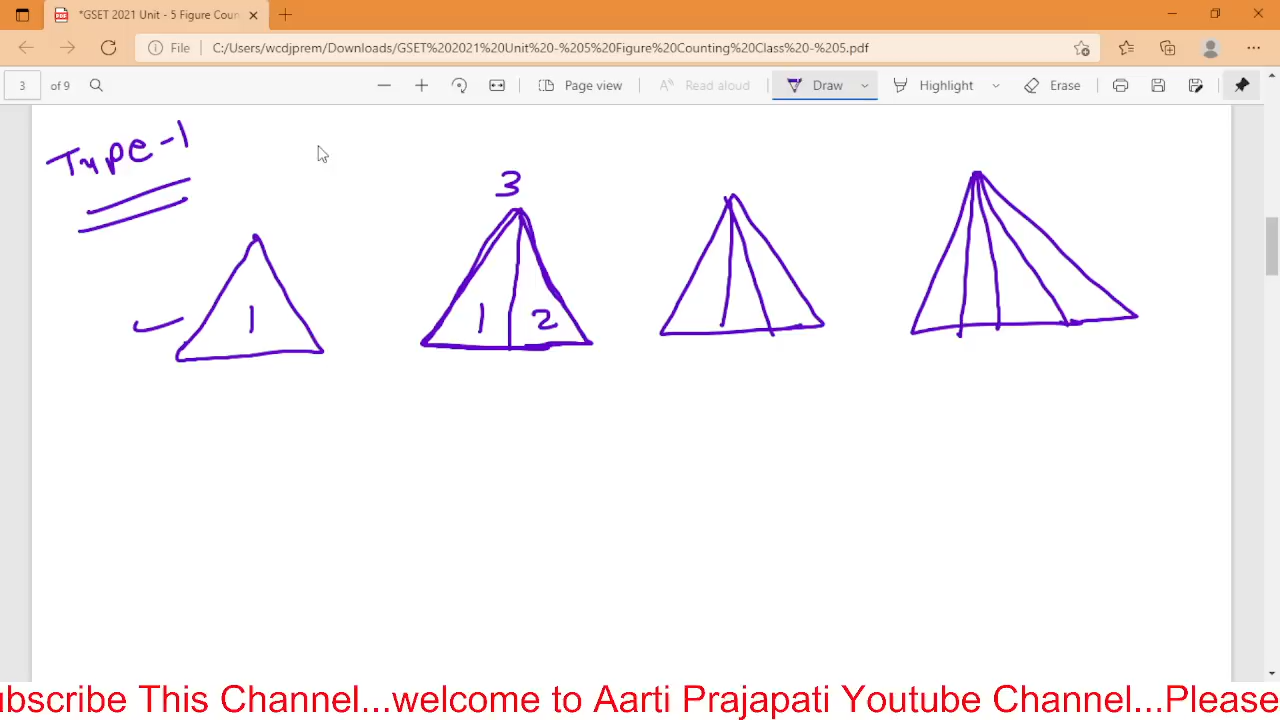 *GSET 2021 Unit - 5 Figure Coun
File C:/Users/wcdjprem/Downloads/GSET%202021%20Unit%20-%205%20Figure%20Counting%20Class%20-%205.pdf
3 of 9 Page view Read aloud Draw Highlight Erase
Type-1
3
1 1 2
ubscribe This Channel...welcome to Aarti Prajapati Youtube Channel...Please